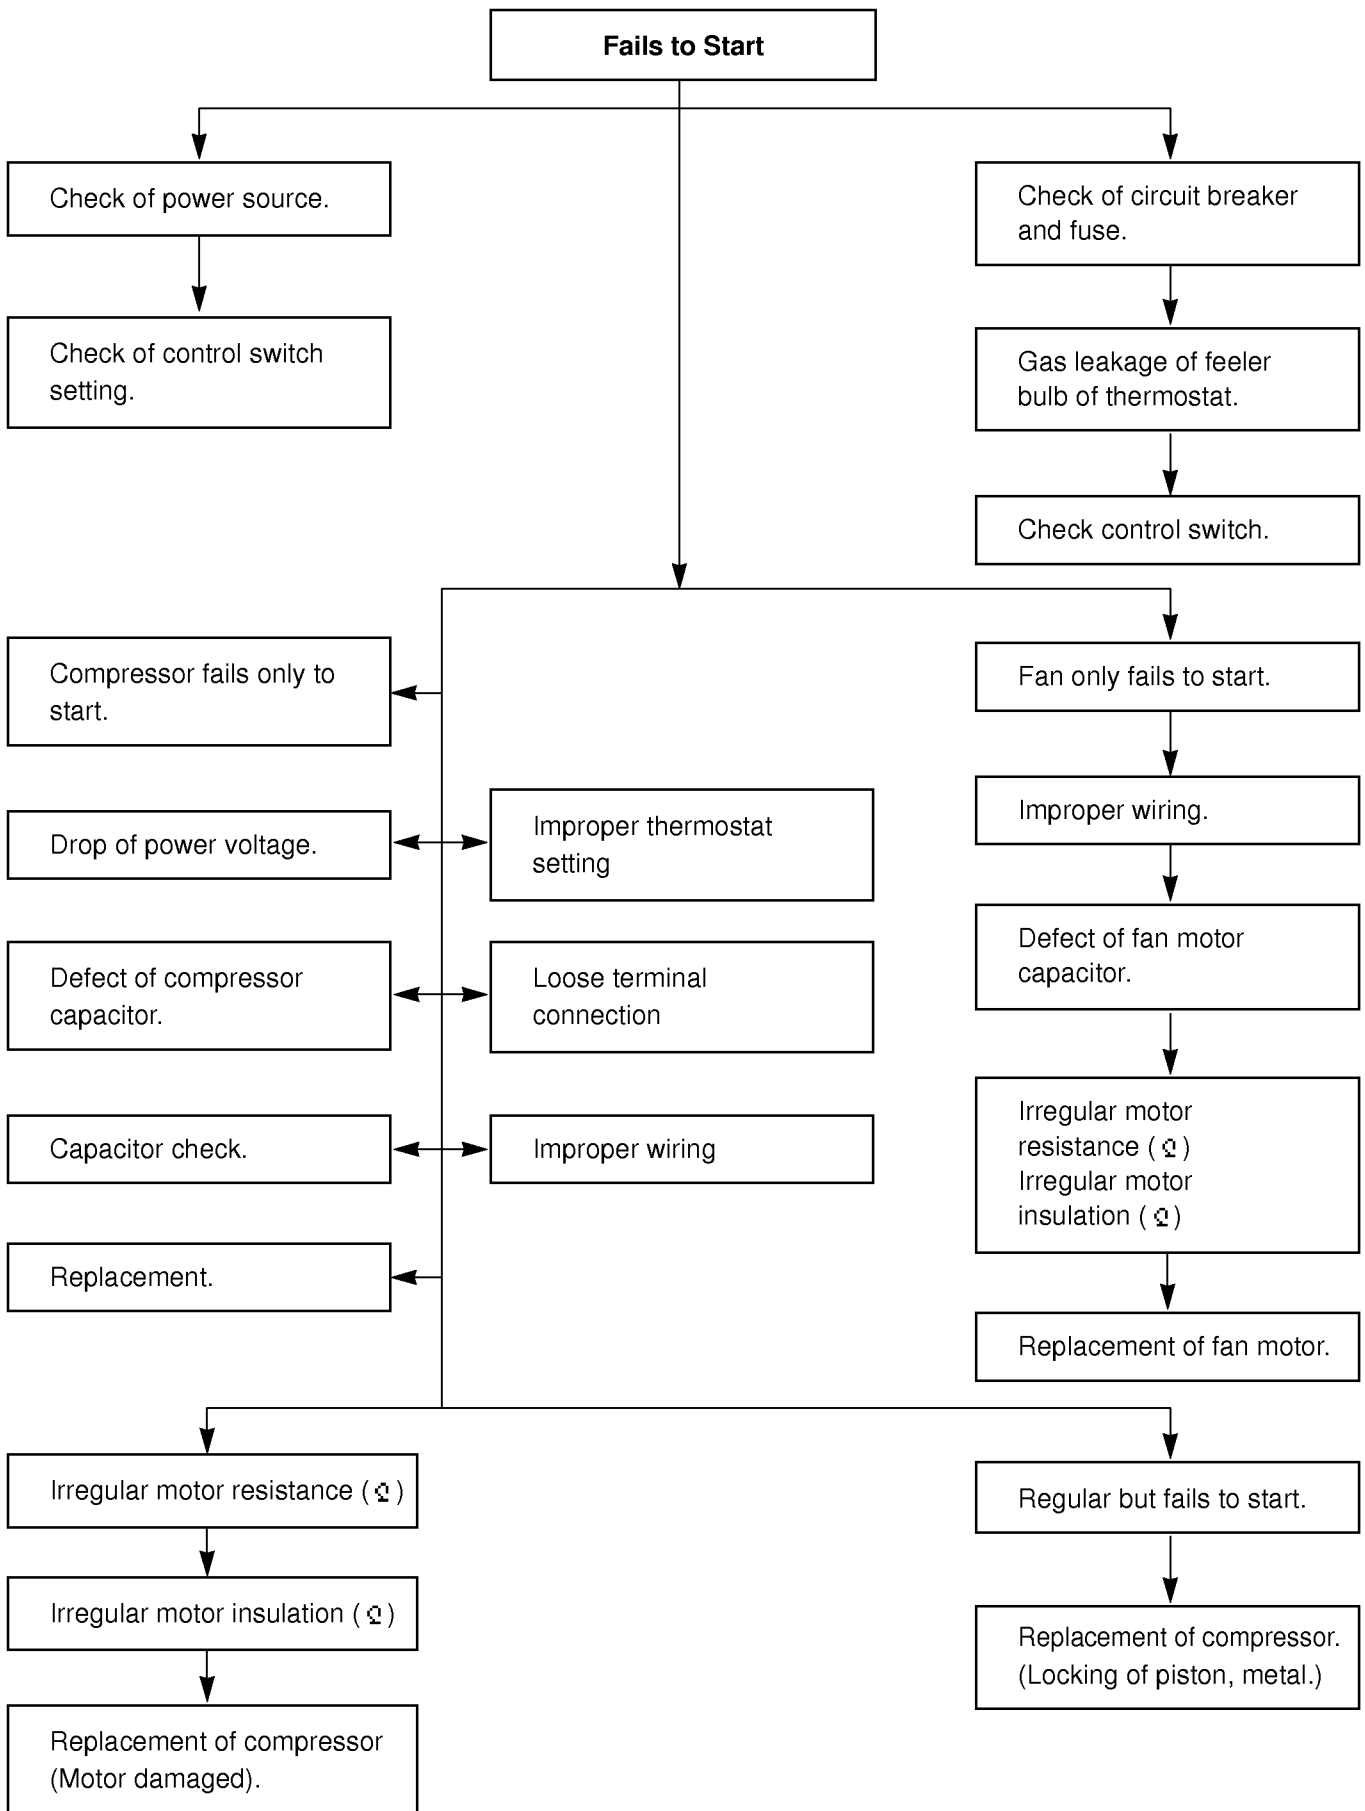 Fails to Start
Check of power source.
Check of control switch
setting.
Check of circuit breaker
and fuse.
Gas leakage of feeler
bulb of thermostat.
Check control switch.
Compressor fails only to
start.
Drop of power voltage.
Improper thermostat
setting
Defect of compressor
capacitor.
Loose terminal
connection
Capacitor check.
Improper wiring
Replacement.
Fan only fails to start.
Improper wiring.
Defect of fan motor
capacitor.
Irregular motor
resistance (Ω)
Irregular motor
insulation (Ω)
Replacement of fan motor.
Irregular motor resistance (Ω)
Irregular motor insulation (Ω)
Replacement of compressor
(Motor damaged).
Regular but fails to start.
Replacement of compressor.
(Locking of piston, metal.)